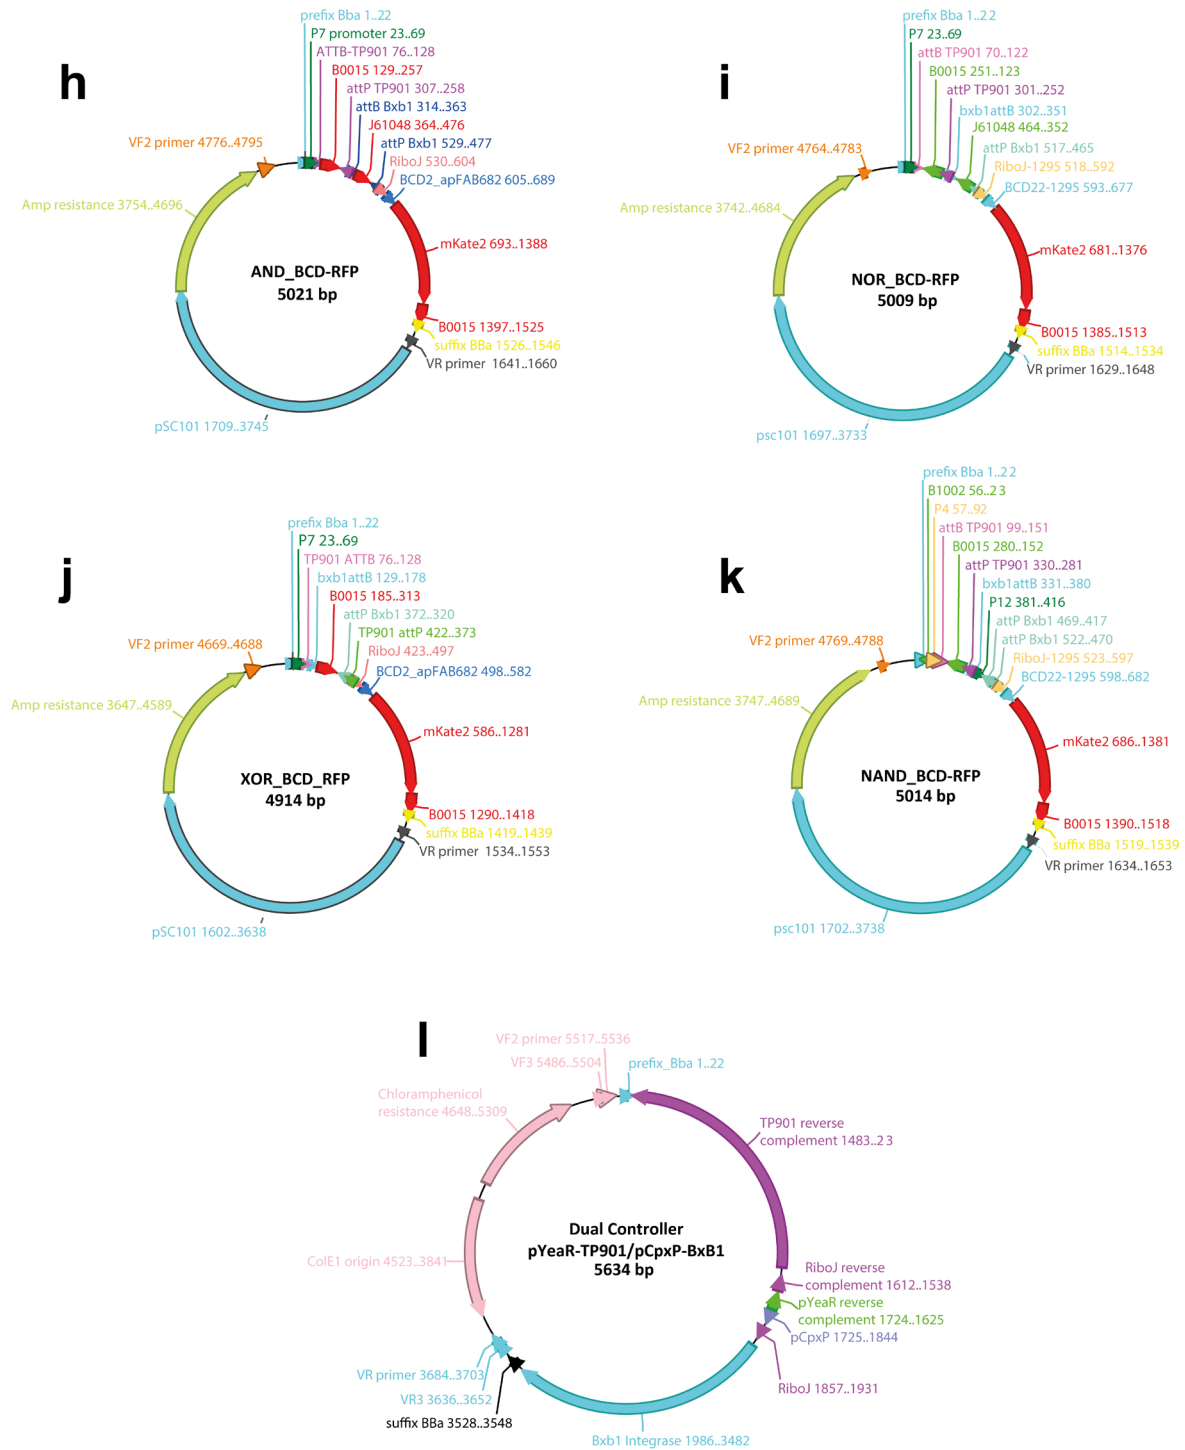 h
prefix Bba 1..22
P7 promoter 23..69
ATTB-TP901 76..128
B0015 129..257
attP TP901 307..258
attB Bxb1 314..363
J61048 364..476
attP Bxb1 529..477
RiboJ 530..604
BCD2_apFAB682 605..689
VF2 primer 4776..4795
Amp resistance 3754..4696
mKate2 693..1388
AND_BCD-RFP
5021 bp
B0015 1397..1525
suffix BBa 1526..1546
VR primer 1641..1660
pSC101 1709..3745
i
prefix Bba 1..22
P7 23..69
attB TP901 70..122
B0015 251..123
attP TP901 301..252
bxb1attB 302..351
J61048 464..352
attP Bxb1 517..465
RiboJ-1295 518..592
BCD22-1295 593..677
VF2 primer 4764..4783
Amp resistance 3742..4684
mKate2 681..1376
NOR_BCD-RFP
5009 bp
B0015 1385..1513
suffix BBa 1514..1534
VR primer 1629..1648
psc101 1697..3733
j
prefix Bba 1..22
P7 23..69
TP901 ATTB 76..128
bxb1attB 129..178
B0015 185..313
attP Bxb1 372..320
TP901 attP 422..373
RiboJ 423..497
BCD2_apFAB682 498..582
VF2 primer 4669..4688
Amp resistance 3647..4589
mKate2 586..1281
XOR_BCD_RFP
4914 bp
B0015 1290..1418
suffix BBa 1419..1439
VR primer 1534..1553
pSC101 1602..3638
k
prefix Bba 1..22
B1002 56..23
P4 57..92
attB TP901 99..151
B0015 280..152
attP TP901 330..281
bxb1attB 331..380
P12 381..416
attP Bxb1 469..417
attP Bxb1 522..470
RiboJ-1295 523..597
BCD22-1295 598..682
VF2 primer 4769..4788
Amp resistance 3747..4689
mKate2 686..1381
NAND_BCD-RFP
5014 bp
B0015 1390..1518
suffix BBa 1519..1539
VR primer 1634..1653
psc101 1702..3738
l
VF2 primer 5517..5536
VF3 5486..5504
prefix_Bba 1..22
Chloramphenicol
resistance 4648..5309
TP901 reverse
complement 1483..23
Dual Controller
pYeaR-TP901/pCpxP-BxB1
5634 bp
ColE1 origin 4523..3841
RiboJ reverse
complement 1612..1538
pYeaR reverse
complement 1724..1625
pCpxP 1725..1844
RiboJ 1857..1931
VR primer 3684..3703
VR3 3636..3652
suffix BBa 3528..3548
Bxb1 Integrase 1986..3482